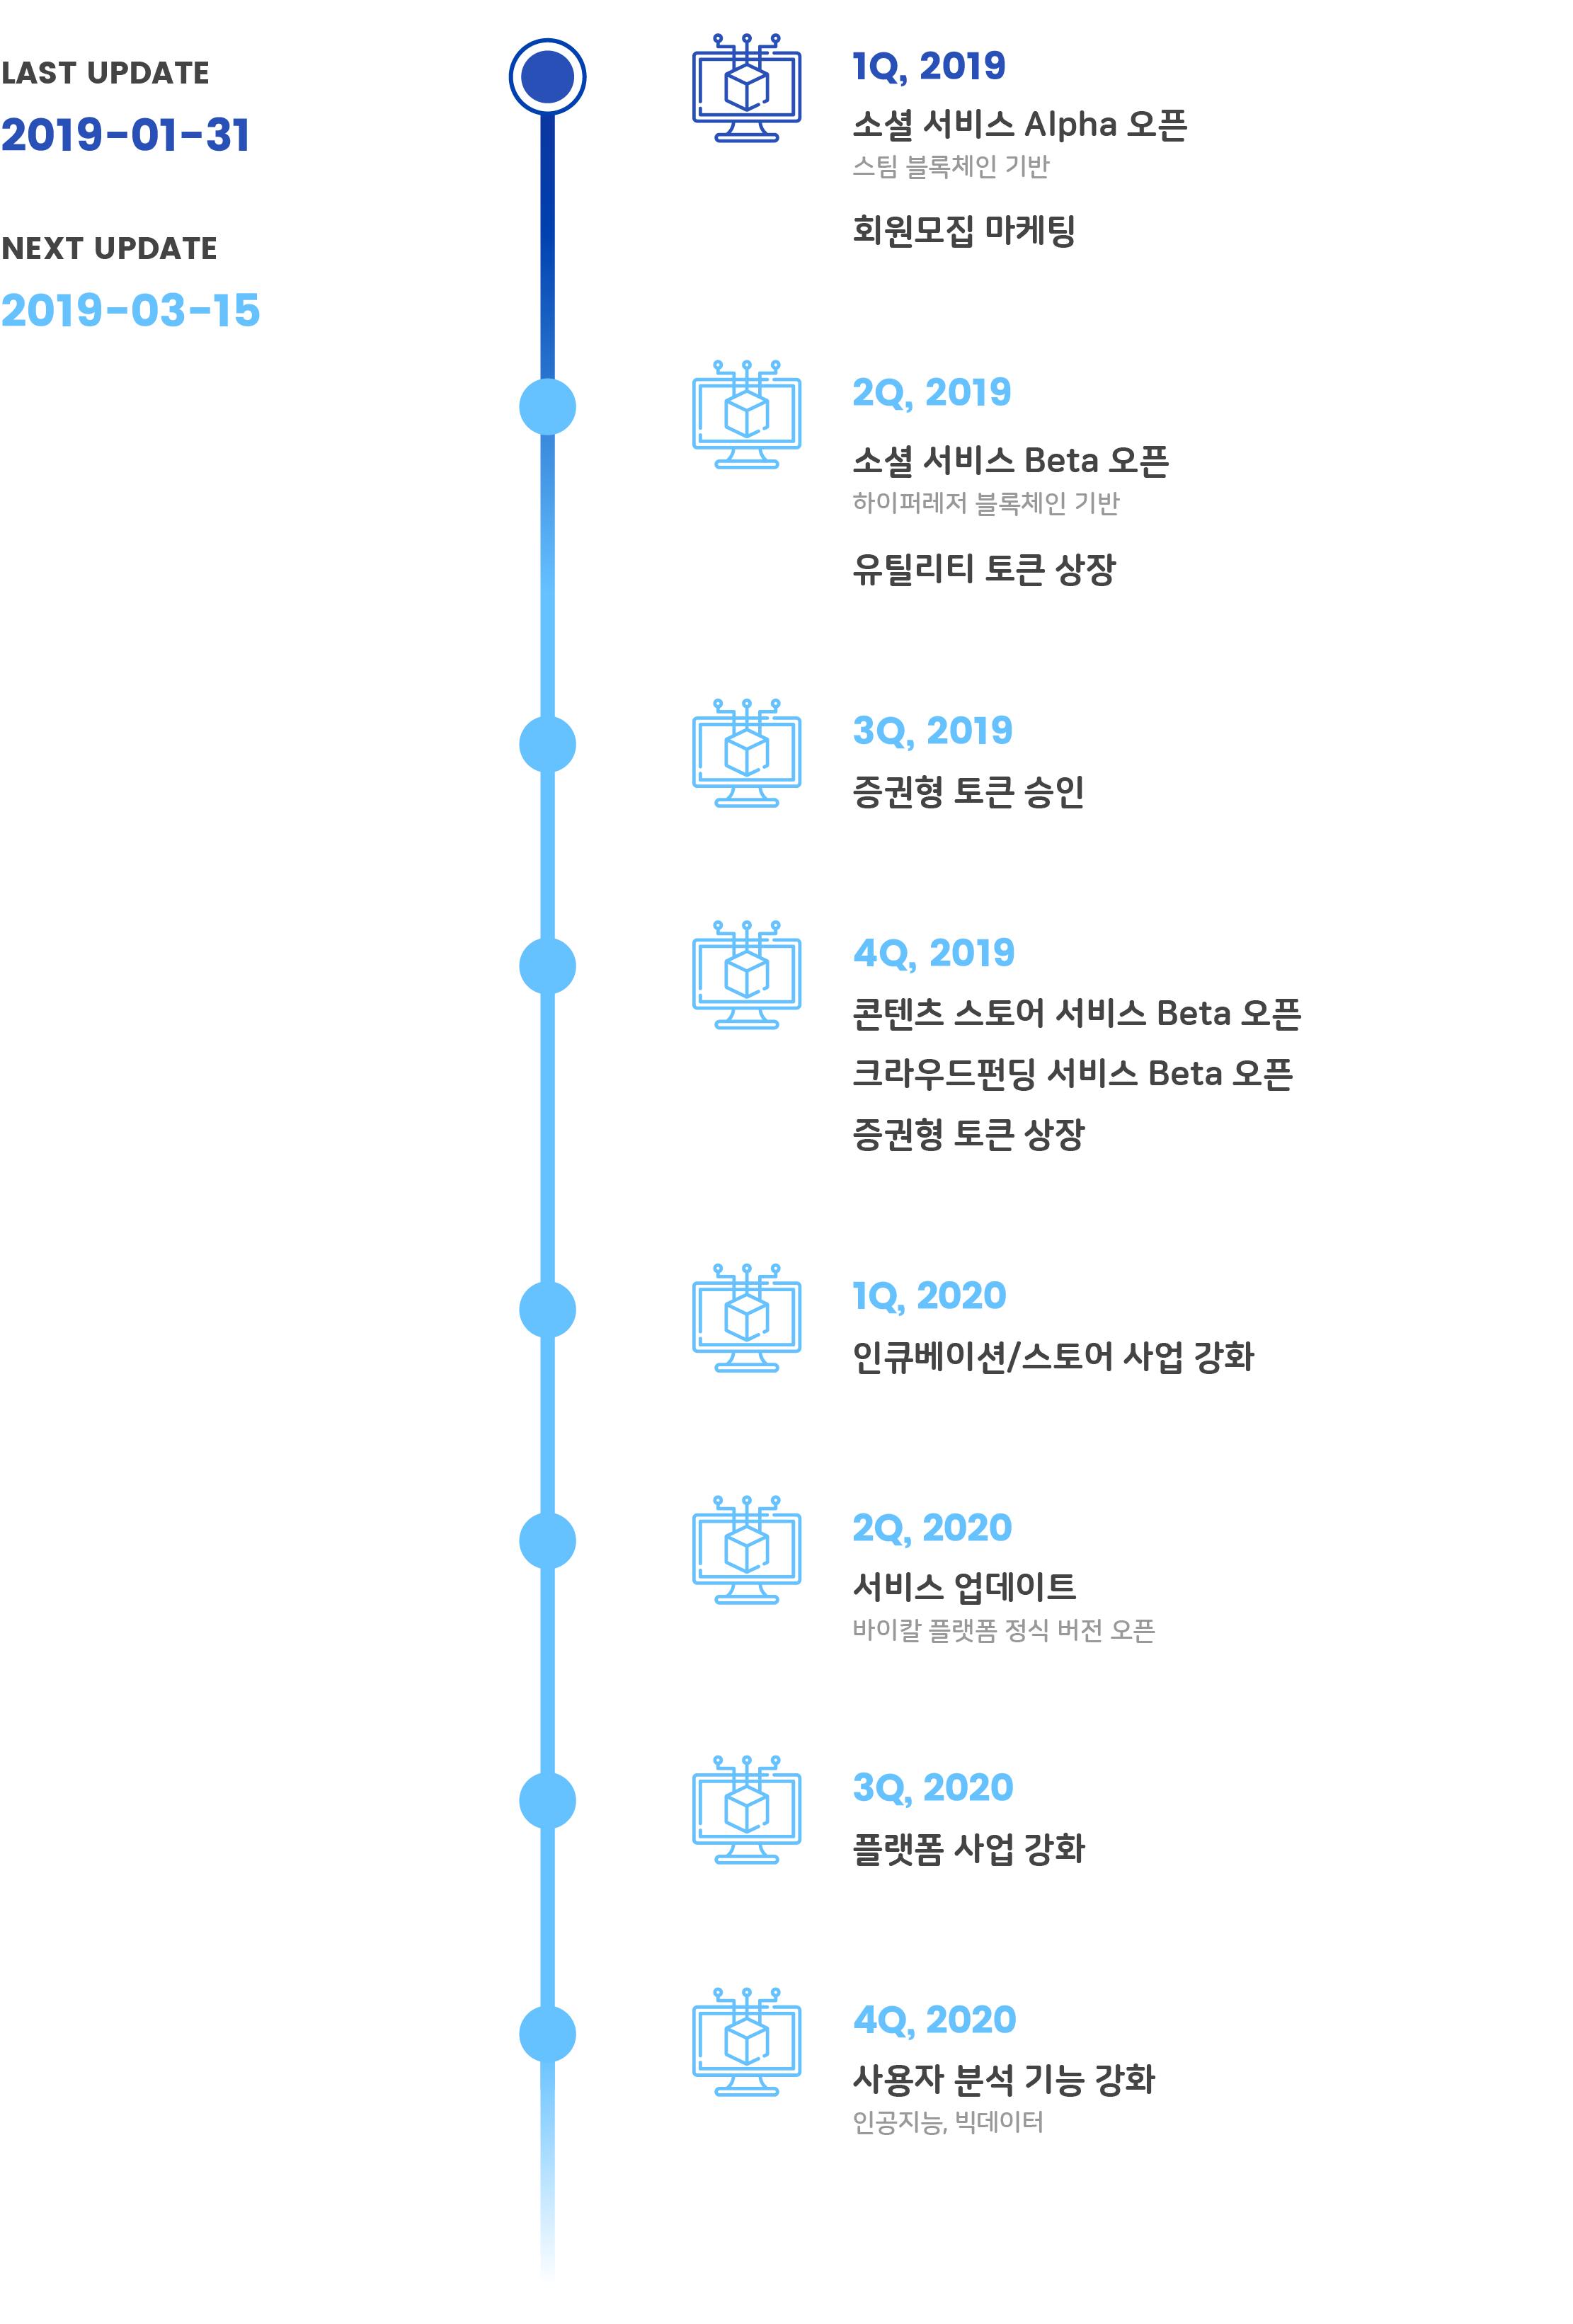 LAST UPDATE
2019-01-31
NEXT UPDATE
2019-03-15
1Q, 2019
소셜 서비스 Alpha 오픈
스팀 블록체인 기반
회원모집 마케팅
2Q, 2019
소셜 서비스 Beta 오픈
하이퍼레저 블록체인 기반
유틸리티 토큰 상장
3Q, 2019
증권형 토큰 승인
4Q, 2019
콘텐츠 스토어 서비스 Beta 오픈
크라우드펀딩 서비스 Beta 오픈
증권형 토큰 상장
1Q, 2020
인큐베이션/스토어 사업 강화
2Q, 2020
서비스 업데이트
바이칼 플랫폼 정식 버전 오픈
3Q, 2020
플랫폼 사업 강화
4Q, 2020
사용자 분석 기능 강화
인공지능, 빅데이터